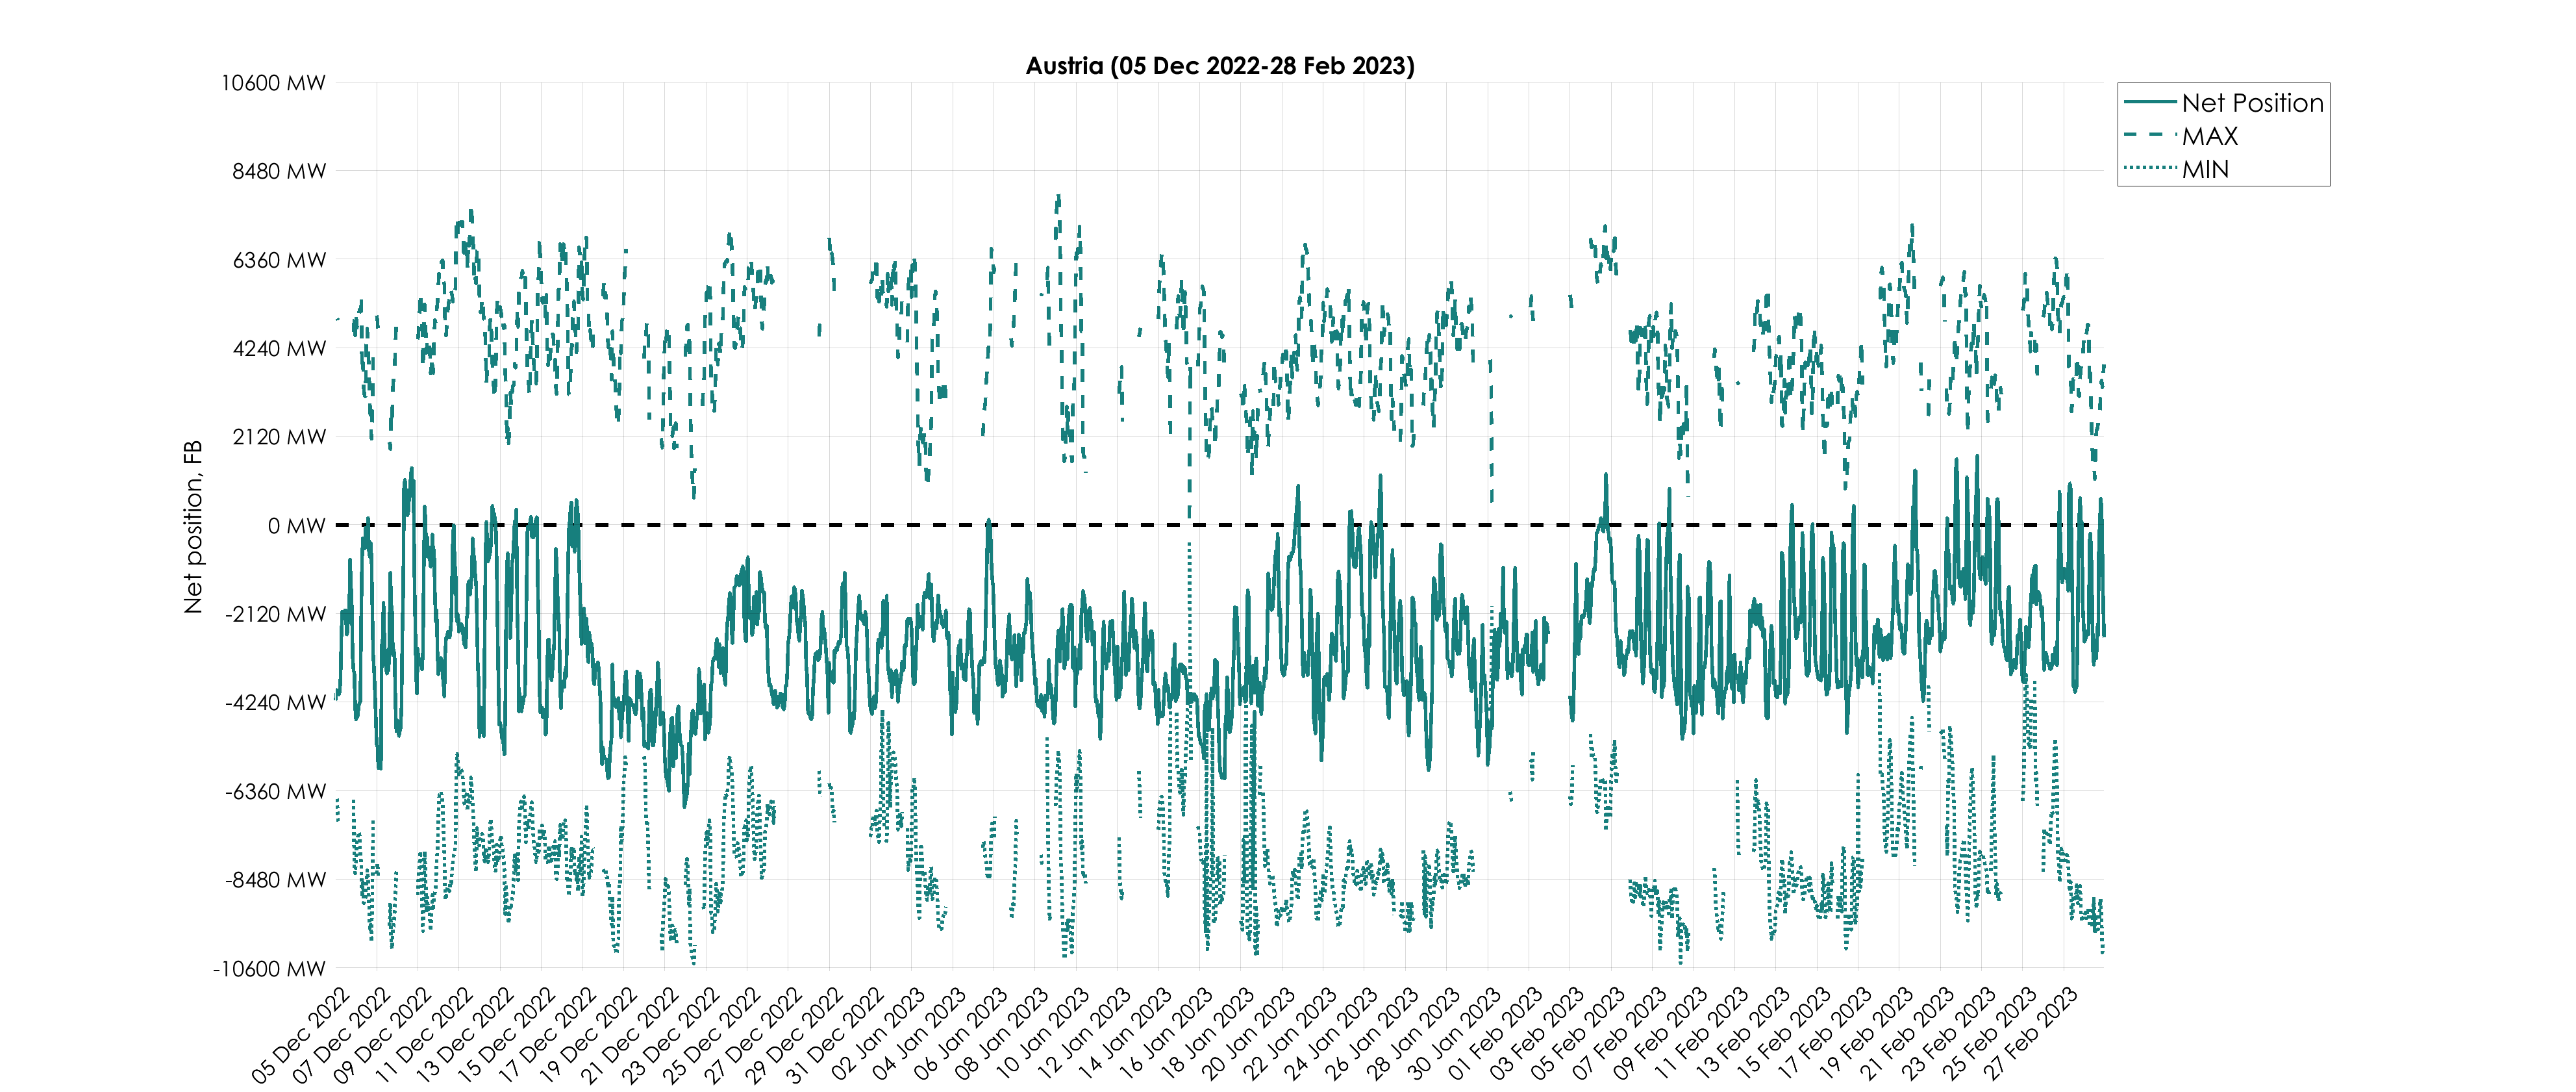 Austria (05 Dec 2022-28 Feb 2023)
10600 MW
8480 MW
6360 MW
4240 MW
2120 MW
0 MW
-2120 MW
-4240 MW
-6360 MW
-8480 MW
-10600 MW
Net position, FB
Net Position
MAX
MIN
05 Dec 2022
07 Dec 2022
09 Dec 2022
11 Dec 2022
13 Dec 2022
15 Dec 2022
17 Dec 2022
19 Dec 2022
21 Dec 2022
23 Dec 2022
25 Dec 2022
27 Dec 2022
29 Dec 2022
31 Dec 2022
02 Jan 2023
04 Jan 2023
06 Jan 2023
08 Jan 2023
10 Jan 2023
12 Jan 2023
14 Jan 2023
16 Jan 2023
18 Jan 2023
20 Jan 2023
22 Jan 2023
24 Jan 2023
26 Jan 2023
28 Jan 2023
30 Jan 2023
01 Feb 2023
03 Feb 2023
05 Feb 2023
07 Feb 2023
09 Feb 2023
11 Feb 2023
13 Feb 2023
15 Feb 2023
17 Feb 2023
19 Feb 2023
21 Feb 2023
23 Feb 2023
25 Feb 2023
27 Feb 2023